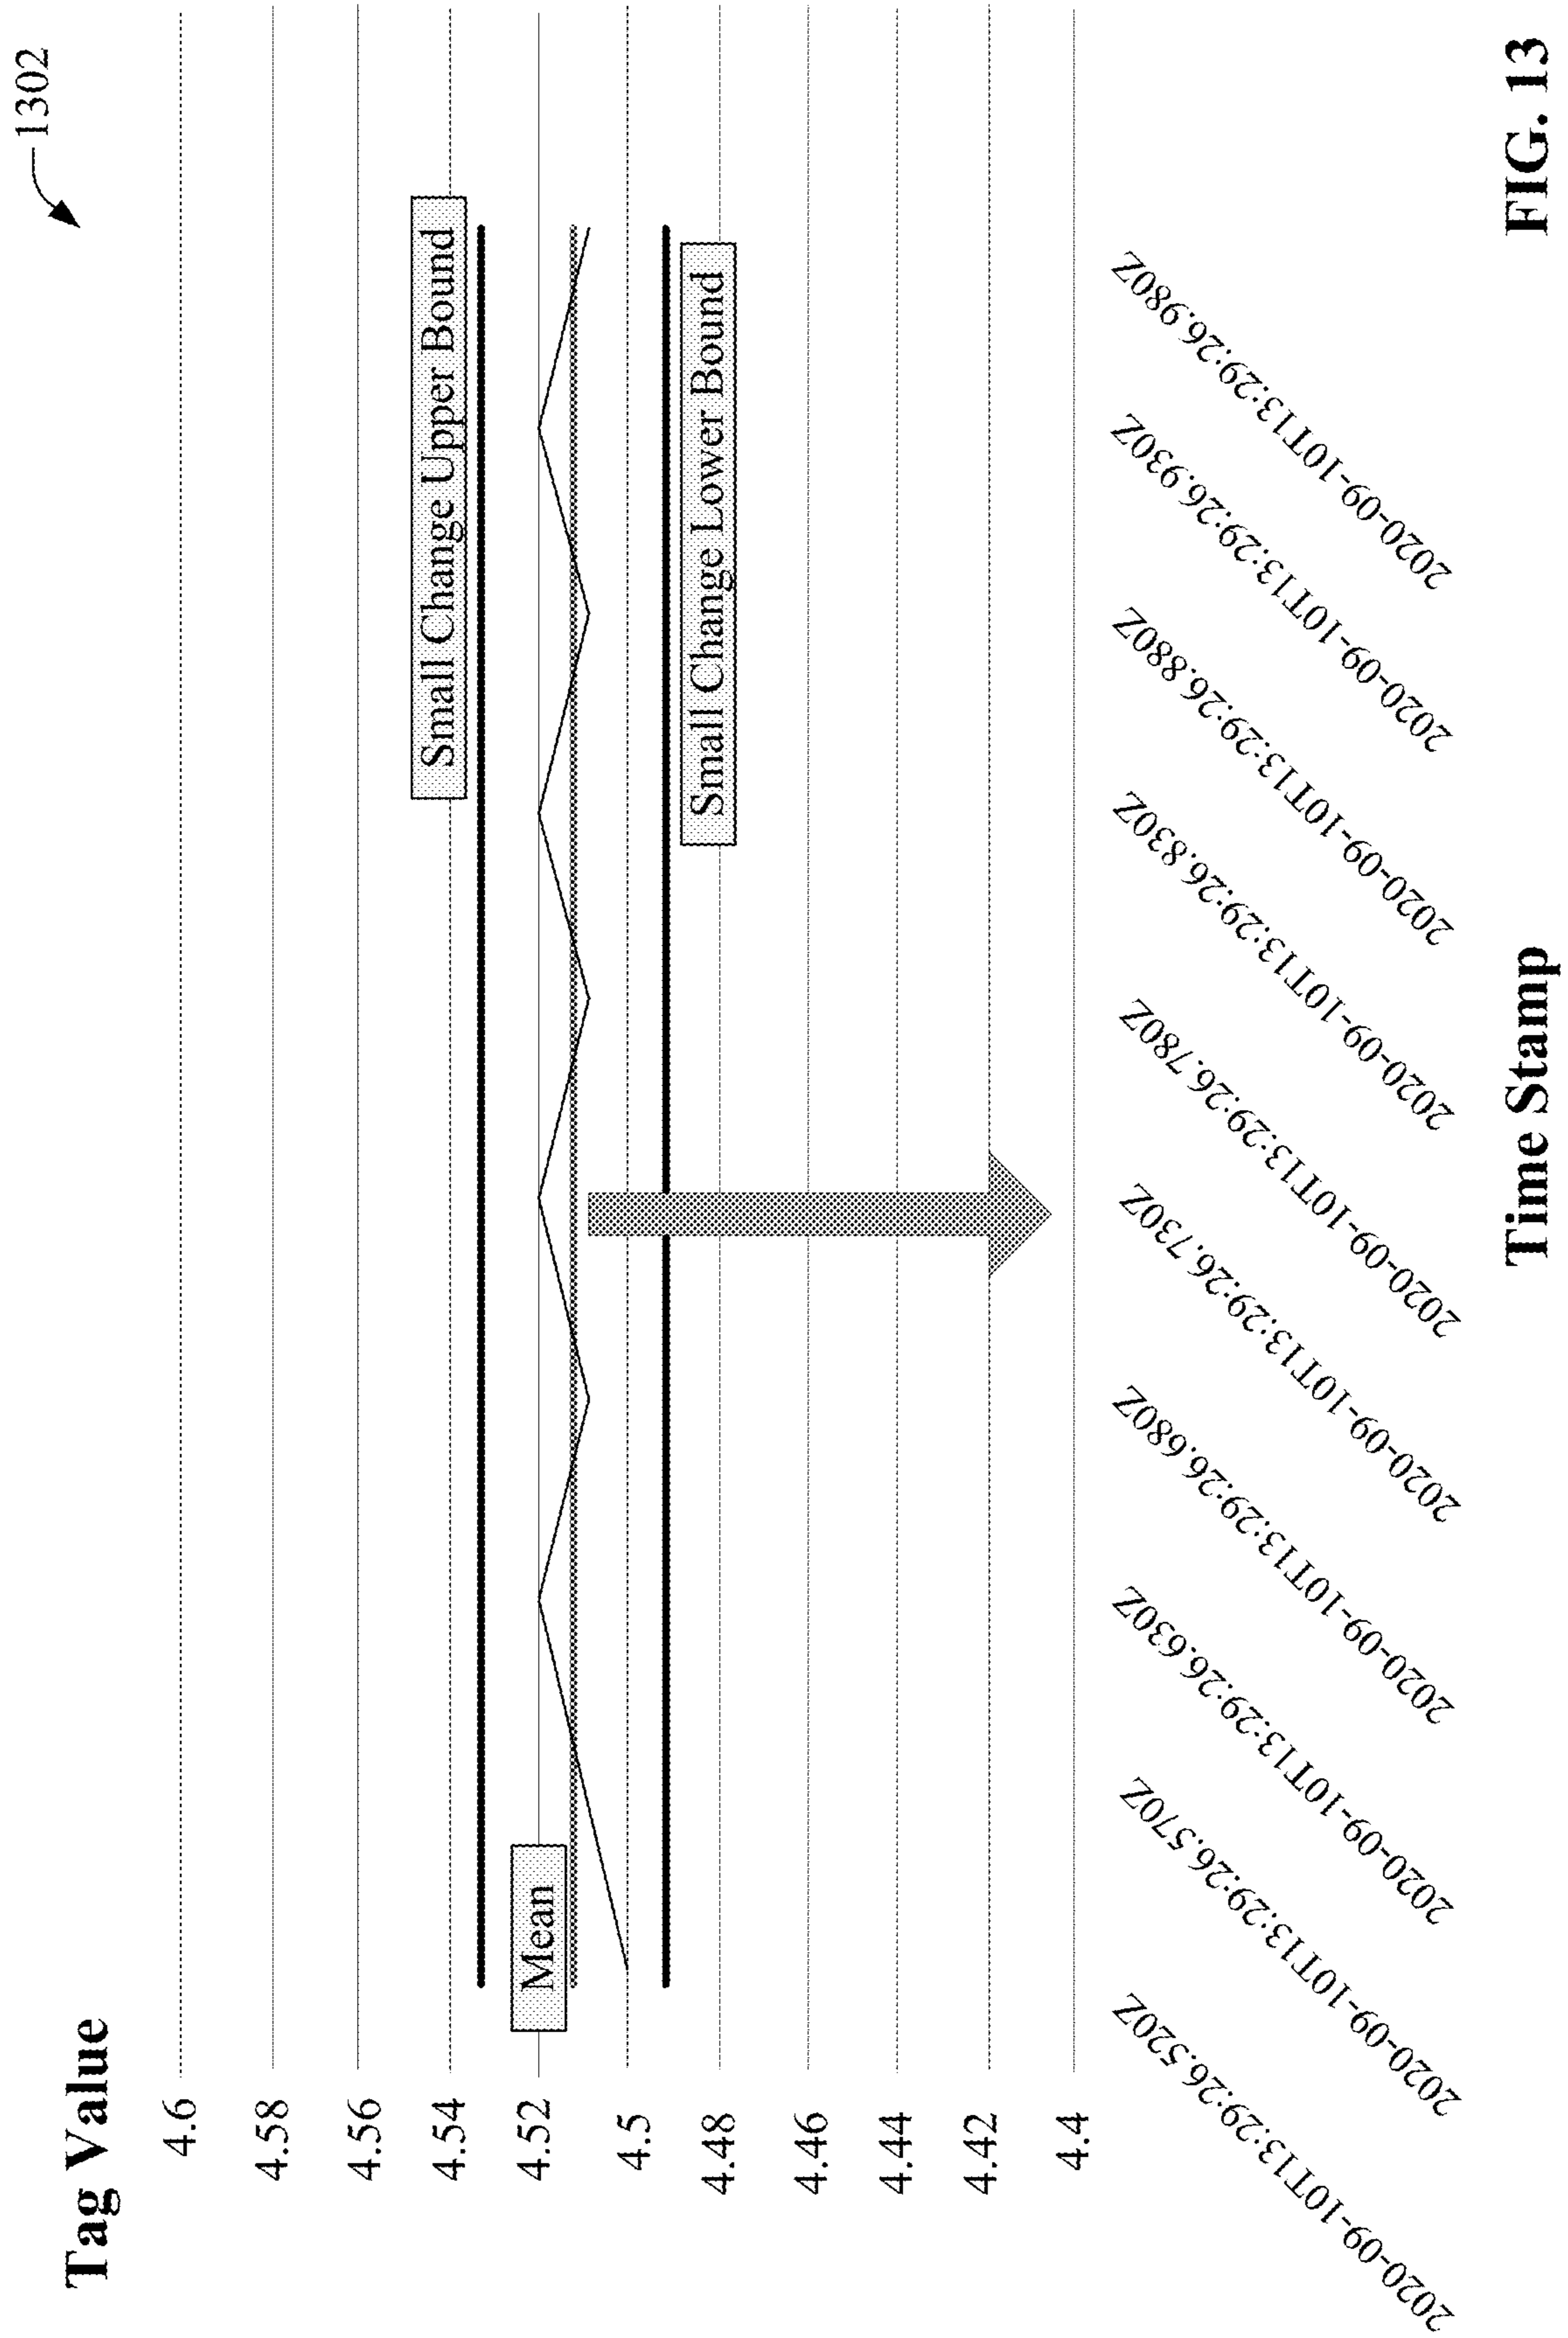 1302
Tag Value
4.6
4.58
4.56
4.54
4.52
4.5
4.48
4.46
4.44
4.42
4.4
Small Change Upper Bound
Mean
Small Change Lower Bound
2020-09-10T13:29:26.520Z
2020-09-10T13:29:26.570Z
2020-09-10T13:29:26.630Z
2020-09-10T13:29:26.680Z
2020-09-10T13:29:26.730Z
2020-09-10T13:29:26.780Z
2020-09-10T13:29:26.830Z
2020-09-10T13:29:26.880Z
2020-09-10T13:29:26.930Z
2020-09-10T13:29:26.980Z
Time Stamp
FIG. 13